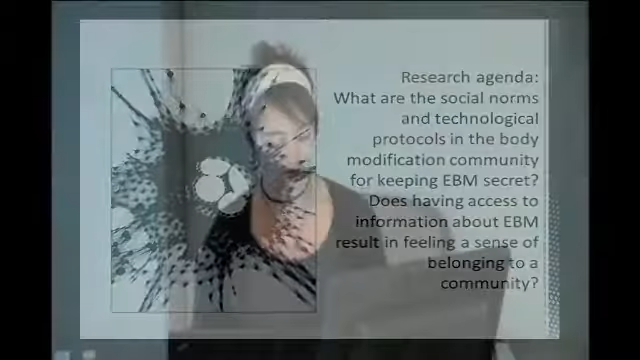 Research agenda:
What are the social norms
and technological
protocols in the body
modification community
for keeping EBM secret?
Does having access to
information about EBM
result in feeling a sense of
belonging to a
community?